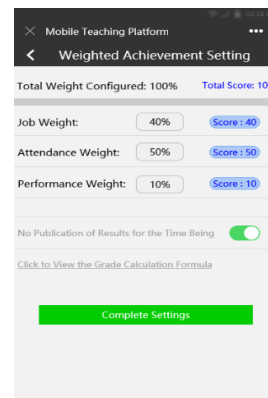 02:18
Mobile Teaching Platform
Weighted Achievement Setting
Total Weight Configured: 100% Total Score: 10
Job Weight: 40% Score : 40
Attendance Weight: 50% Score : 50
Performance Weight: 10% Score : 10
No Publication of Results for the Time Being
Click to View the Grade Calculation Formula
Complete Settings